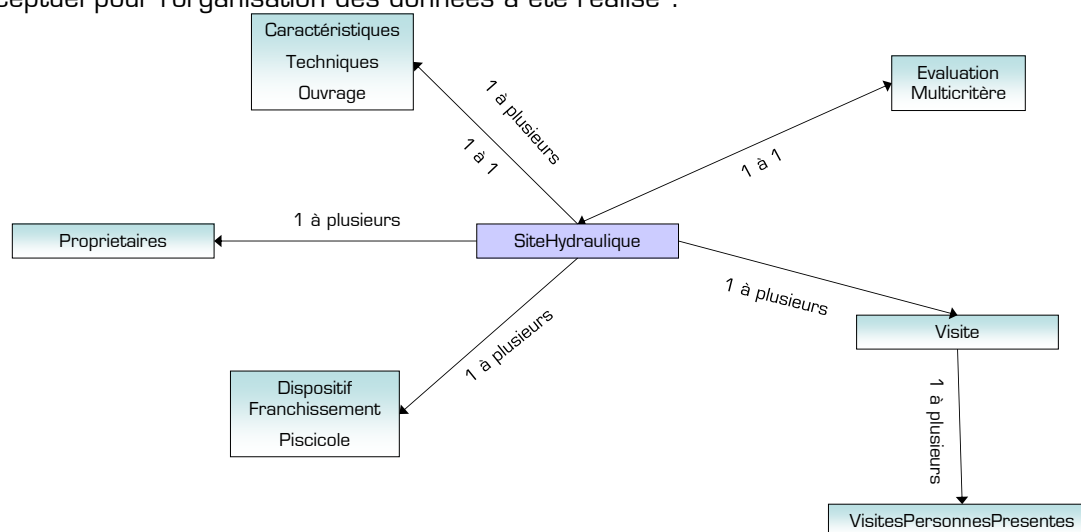 ceptuel pour l'organisation des données a été réalisé :
Caractéristiques
Techniques
Ouvrage
1 à plusieurs
1 à 1
Evaluation
Multicritère
1 à 1
1 à plusieurs
Proprietaires
SiteHydraulique
1 à plusieurs
Visite
1 à plusieurs
Dispositif
Franchissement
Piscicole
1 à plusieurs
VisitesPersonnesPresentes